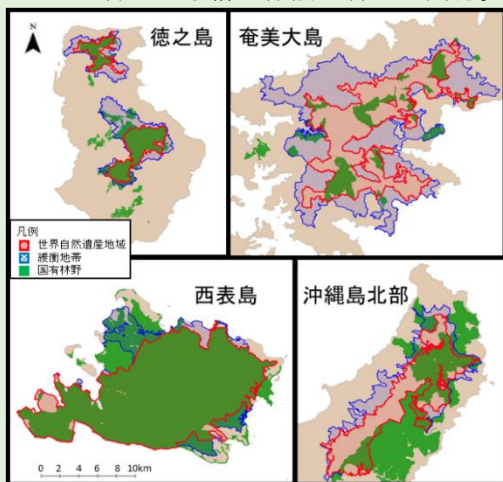 徳之島
奄美大島
凡例
世界自然遺産地域
緩衝地帯
国有林野
西表島
沖縄島北部
0 2 4 6 8 10km